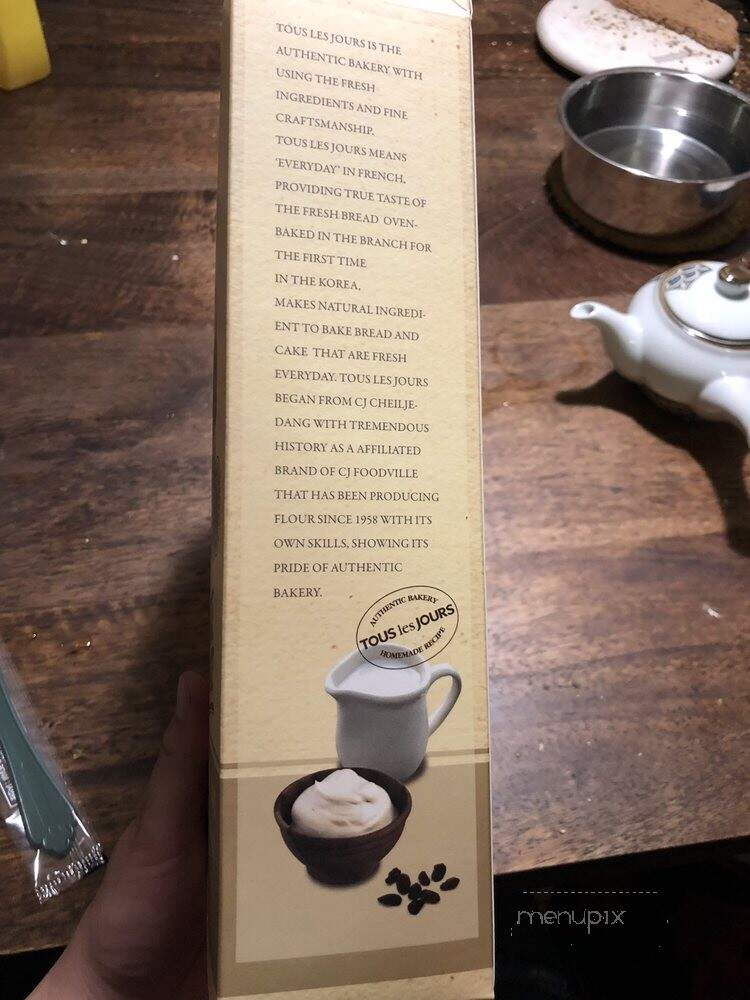 TOUS LES JOURS IS THE
AUTHENTIC BAKERY WITH
USING THE FRESH
INGREDIENTS AND FINE
CRAFTSMANSHIP.
TOUS LES JOURS MEANS
'EVERYDAY' IN FRENCH,
PROVIDING TRUE TASTE OF
THE FRESH BREAD OVEN-
BAKED IN THE BRANCH FOR
THE FIRST TIME
IN THE KOREA,
MAKES NATURAL INGREDI-
ENT TO BAKE BREAD AND
CAKE THAT ARE FRESH
EVERYDAY. TOUS LES JOURS
BEGAN FROM CJ CHEILJE-
DANG WITH TREMENDOUS
HISTORY AS A AFFILIATED
BRAND OF CJ FOODVILLE
THAT HAS BEEN PRODUCING
FLOUR SINCE 1958 WITH ITS
OWN SKILLS, SHOWING ITS
PRIDE OF AUTHENTIC
BAKERY.
AUTHENTIC BAKERY
TOUS les JOURS
HOMEMADE RECIPE
menupix